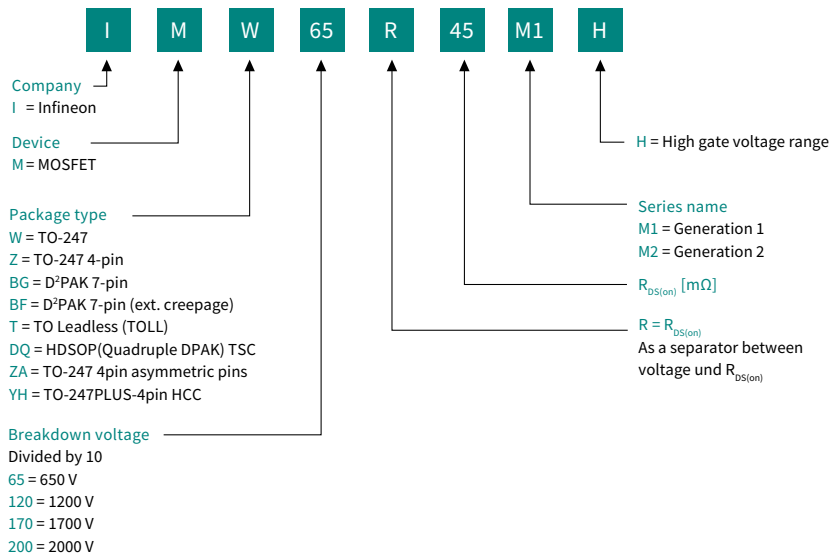 I M W 65 R 45 M1 H
Company
I = Infineon
Device
M = MOSFET
Package type
W = TO-247
Z = TO-247 4-pin
BG = D²PAK 7-pin
BF = D²PAK 7-pin (ext. creepage)
T = TO Leadless (TOLL)
DQ = HDSOP(Quadruple DPAK) TSC
ZA = TO-247 4pin asymmetric pins
YH = TO-247PLUS-4pin HCC
Breakdown voltage
Divided by 10
65 = 650 V
120 = 1200 V
170 = 1700 V
200 = 2000 V
H = High gate voltage range
Series name
M1 = Generation 1
M2 = Generation 2
R_DS(on) [mΩ]
R = R_DS(on)
As a separator between
voltage und R_DS(on)